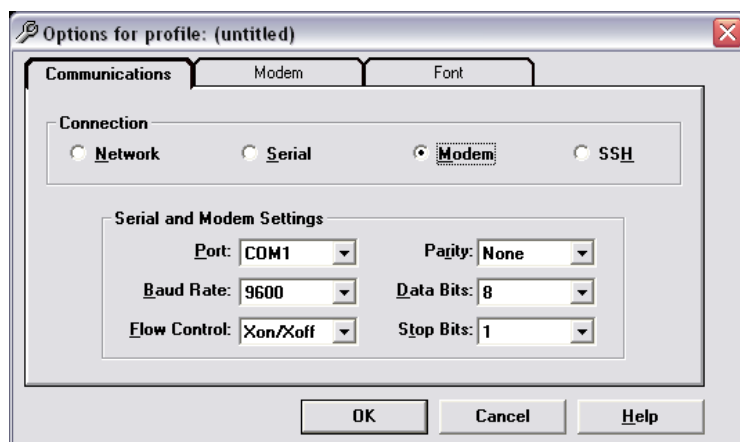 Options for profile: (untitled)
Communications Modem Font
Connection
Network Serial Modem SSH
Serial and Modem Settings
Port: COM1 Parity: None
Baud Rate: 9600 Data Bits: 8
Flow Control: Xon/Xoff Stop Bits: 1
OK Cancel Help